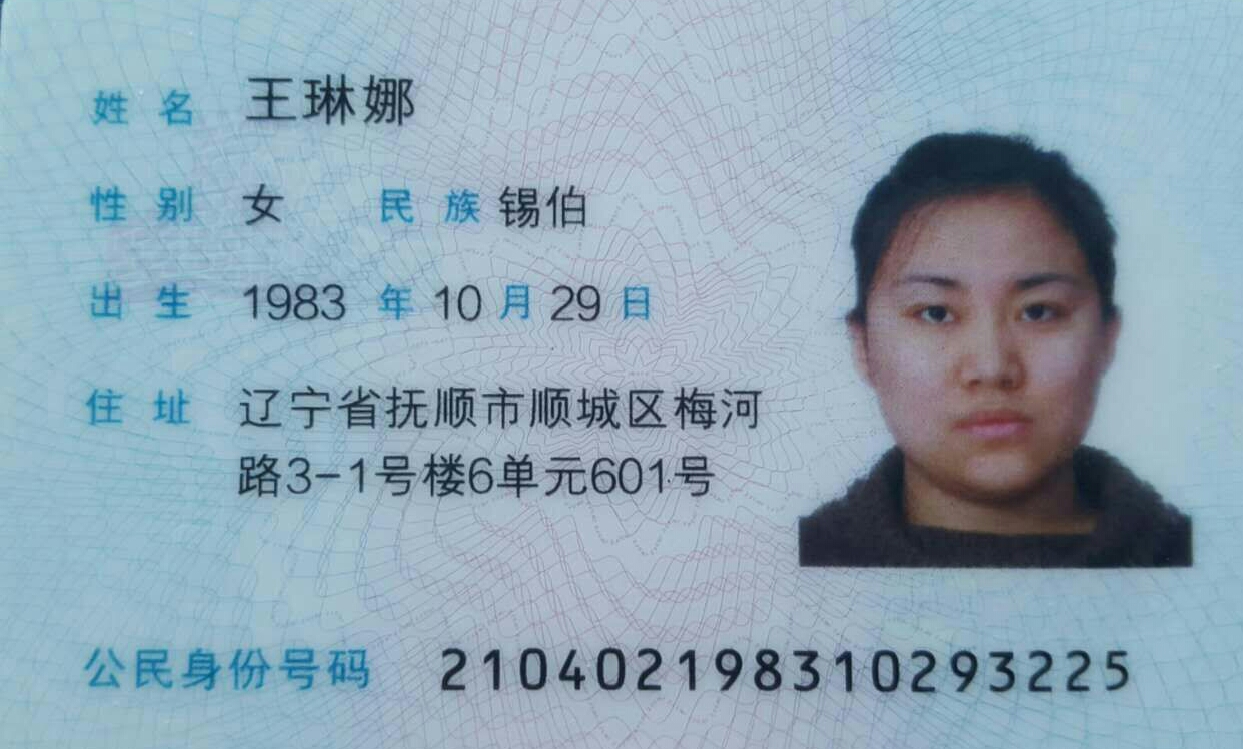 姓名 王琳娜
性别 女 民族 锡伯
出生 1983 年 10 月 29 日
住址 辽宁省抚顺市顺城区梅河
路3-1号楼6单元601号
公民身份号码 210402198310293225